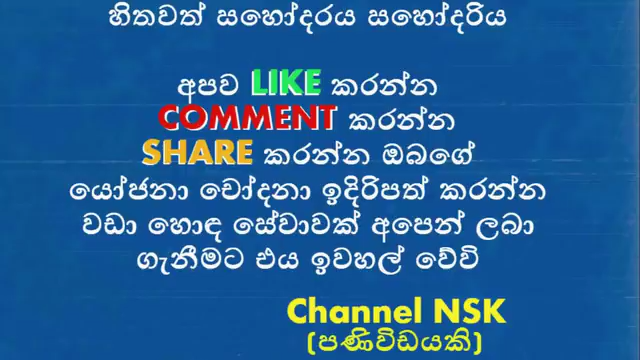 හිතවත් සහෝදරය සහෝදරිය
අපව LIKE කරන්න
COMMENT කරන්න
SHARE කරන්න ඔබගේ
යෝජනා චෝදනා ඉදිරිපත් කරන්න
වඩා හොඳ සේවාවක් අපෙන් ලබා
ගැනීමට එය ඉවහල් වේවි
Channel NSK
(පණිවිඩයකි)